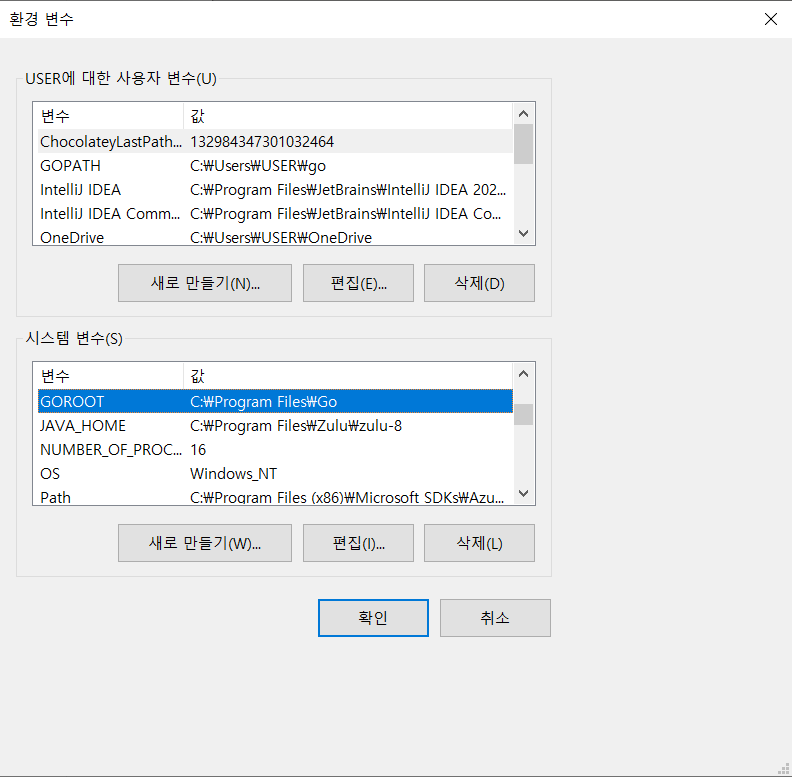 환경 변수
USER에 대한 사용자 변수(U)
변수 값
ChocolateyLastPath... 132984347301032464
GOPATH C:₩Users₩USER₩go
IntelliJ IDEA C:₩Program Files₩JetBrains₩IntelliJ IDEA 202...
IntelliJ IDEA Comm... C:₩Program Files₩JetBrains₩IntelliJ IDEA Co...
OneDrive C:₩Users₩USER₩OneDrive
새로 만들기(N)... 편집(E)... 삭제(D)
시스템 변수(S)
변수 값
GOROOT C:₩Program Files₩Go
JAVA_HOME C:₩Program Files₩Zulu₩zulu-8
NUMBER_OF_PROC... 16
OS Windows_NT
Path C:₩Program Files (x86)₩Microsoft SDKs₩Azu...
새로 만들기(W)... 편집(I)... 삭제(L)
확인 취소